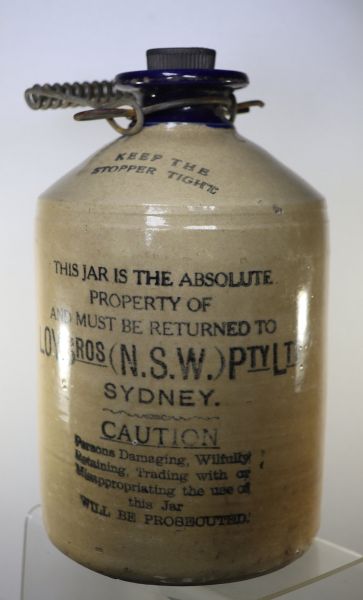 KEEP THE
STOPPER TIGHT
THIS JAR IS THE ABSOLUTE
PROPERTY OF
AND MUST BE RETURNED TO
BROS (N.S.W.) PTY LTD
SYDNEY.
CAUTION
Persons Damaging, Wilfully
Retaining, Trading with or
Misappropriating the use of
this Jar
WILL BE PROSECUTED.